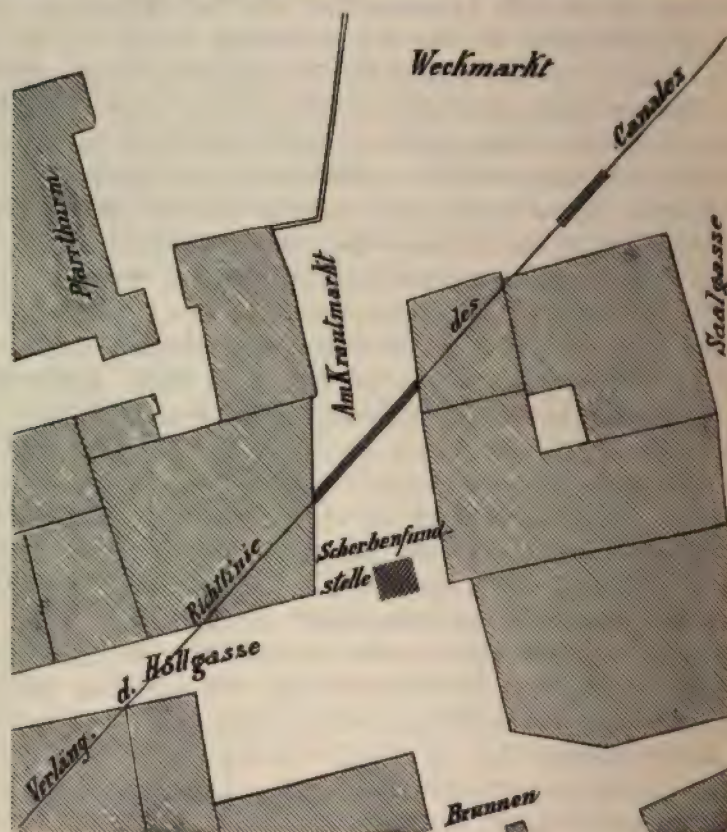 Weckmarkt
Canales
Pfarrthurm
Saalgasse
Am Krautmarkt
des
Scherbenfund-
stelle
Richtlinie
d. Höllgasse
Verläng.
Brunnen